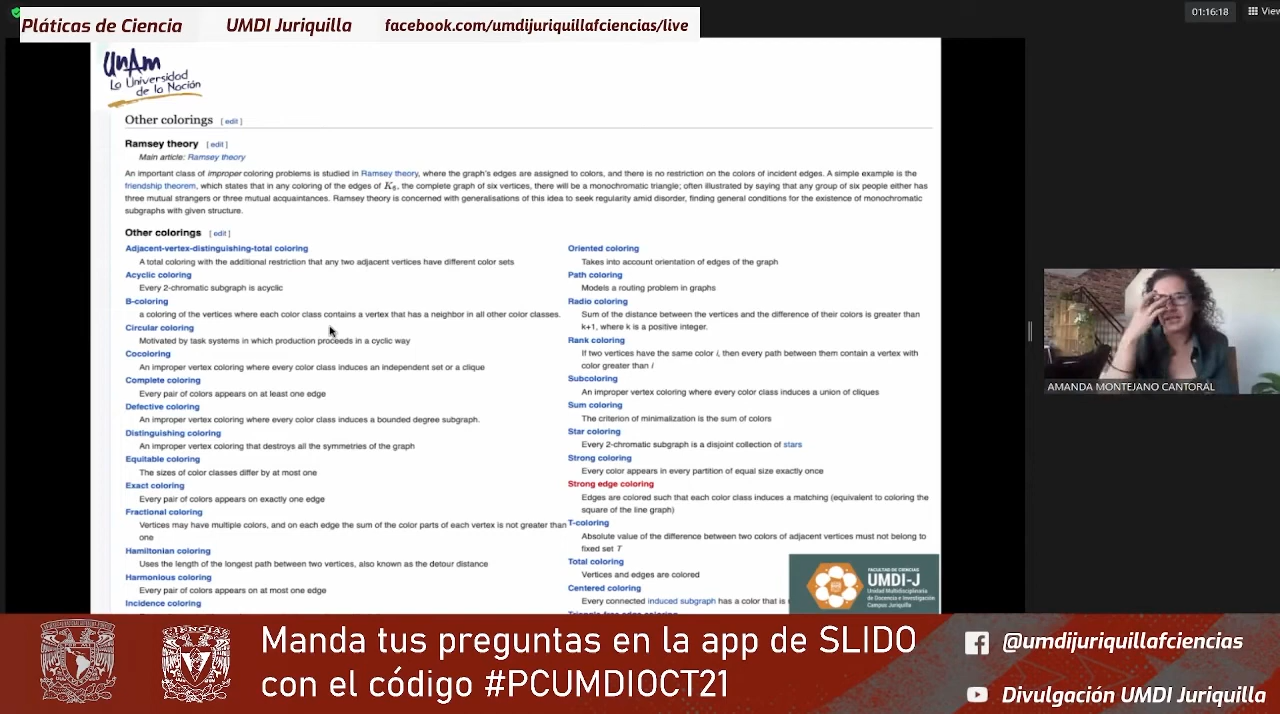 Pláticas de Ciencia UMDI Juriquilla facebook.com/umdijuriquillafciencias/live
01:16:18 View
UnAm
La Universidad
de la Nación
Other colorings [ edit ]
Ramsey theory [ edit ]
Main article: Ramsey theory
An important class of improper coloring problems is studied in Ramsey theory, where the graph's edges are assigned to colors, and there is no restriction on the colors of incident edges. A simple example is the
friendship theorem, which states that in any coloring of the edges of K₆, the complete graph of six vertices, there will be a monochromatic triangle; often illustrated by saying that any group of six people either has
three mutual strangers or three mutual acquaintances. Ramsey theory is concerned with generalisations of this idea to seek regularity amid disorder, finding general conditions for the existence of monochromatic
subgraphs with given structure.
Other colorings [ edit ]
Adjacent-vertex-distinguishing-total coloring
A total coloring with the additional restriction that any two adjacent vertices have different color sets
Acyclic coloring
Every 2-chromatic subgraph is acyclic
B-coloring
a coloring of the vertices where each color class contains a vertex that has a neighbor in all other color classes.
Circular coloring
Motivated by task systems in which production proceeds in a cyclic way
Cocoloring
An improper vertex coloring where every color class induces an independent set or a clique
Complete coloring
Every pair of colors appears on at least one edge
Defective coloring
An improper vertex coloring where every color class induces a bounded degree subgraph.
Distinguishing coloring
An improper vertex coloring that destroys all the symmetries of the graph
Equitable coloring
The sizes of color classes differ by at most one
Exact coloring
Every pair of colors appears on exactly one edge
Fractional coloring
Vertices may have multiple colors, and on each edge the sum of the color parts of each vertex is not greater than
one
Hamiltonian coloring
Uses the length of the longest path between two vertices, also known as the detour distance
Harmonious coloring
Every pair of colors appears on at most one edge
Incidence coloring
Oriented coloring
Takes into account orientation of edges of the graph
Path coloring
Models a routing problem in graphs
Radio coloring
Sum of the distance between the vertices and the difference of their colors is greater than
k+1, where k is a positive integer.
Rank coloring
If two vertices have the same color i, then every path between them contain a vertex with
color greater than i
Subcoloring
An improper vertex coloring where every color class induces a union of cliques
Sum coloring
The criterion of minimalization is the sum of colors
Star coloring
Every 2-chromatic subgraph is a disjoint collection of stars
Strong coloring
Every color appears in every partition of equal size exactly once
Strong edge coloring
Edges are colored such that each color class induces a matching (equivalent to coloring the
square of the line graph)
T-coloring
Absolute value of the difference between two colors of adjacent vertices must not belong to
fixed set T
Total coloring
Vertices and edges are colored
Centered coloring
Every connected induced subgraph has a color that is
AMANDA MONTEJANO CANTORAL
FACULTAD DE CIENCIAS
UMDI-J
Unidad Multidisciplinaria
de Docencia e Investigación
Campus Juriquilla
Manda tus preguntas en la app de SLIDO
con el código #PCUMDIOCT21
@umdijuriquillafciencias
Divulgación UMDI Juriquilla